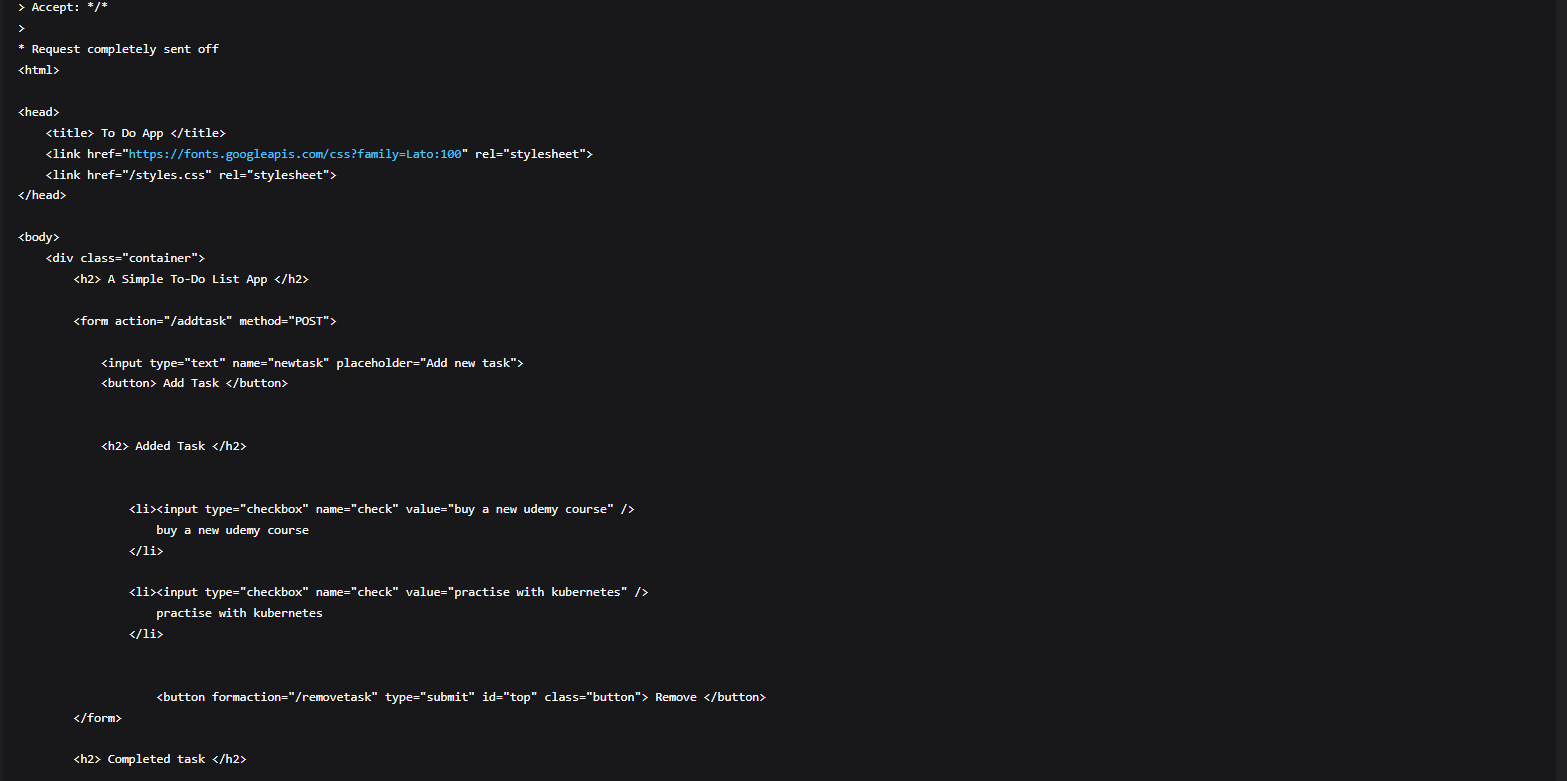 > Accept: */*
>
* Request completely sent off
<html>
<head>
<title> To Do App </title>
<link href="https://fonts.googleapis.com/css?family=Lato:100" rel="stylesheet">
<link href="/styles.css" rel="stylesheet">
</head>
<body>
<div class="container">
<h2> A Simple To-Do List App </h2>
<form action="/addtask" method="POST">
<input type="text" name="newtask" placeholder="Add new task">
<button> Add Task </button>
<h2> Added Task </h2>
<li><input type="checkbox" name="check" value="buy a new udemy course" />
buy a new udemy course
</li>
<li><input type="checkbox" name="check" value="practise with kubernetes" />
practise with kubernetes
</li>
<button formaction="/removetask" type="submit" id="top" class="button"> Remove </button>
</form>
<h2> Completed task </h2>